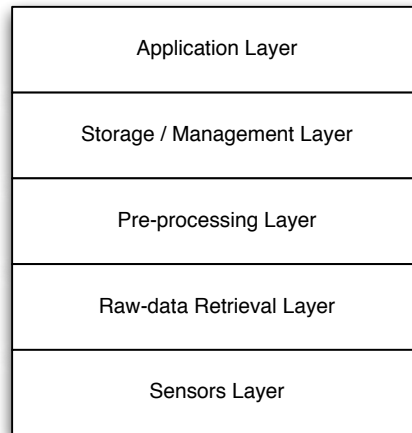 Application Layer
Storage / Management Layer
Pre-processing Layer
Raw-data Retrieval Layer
Sensors Layer